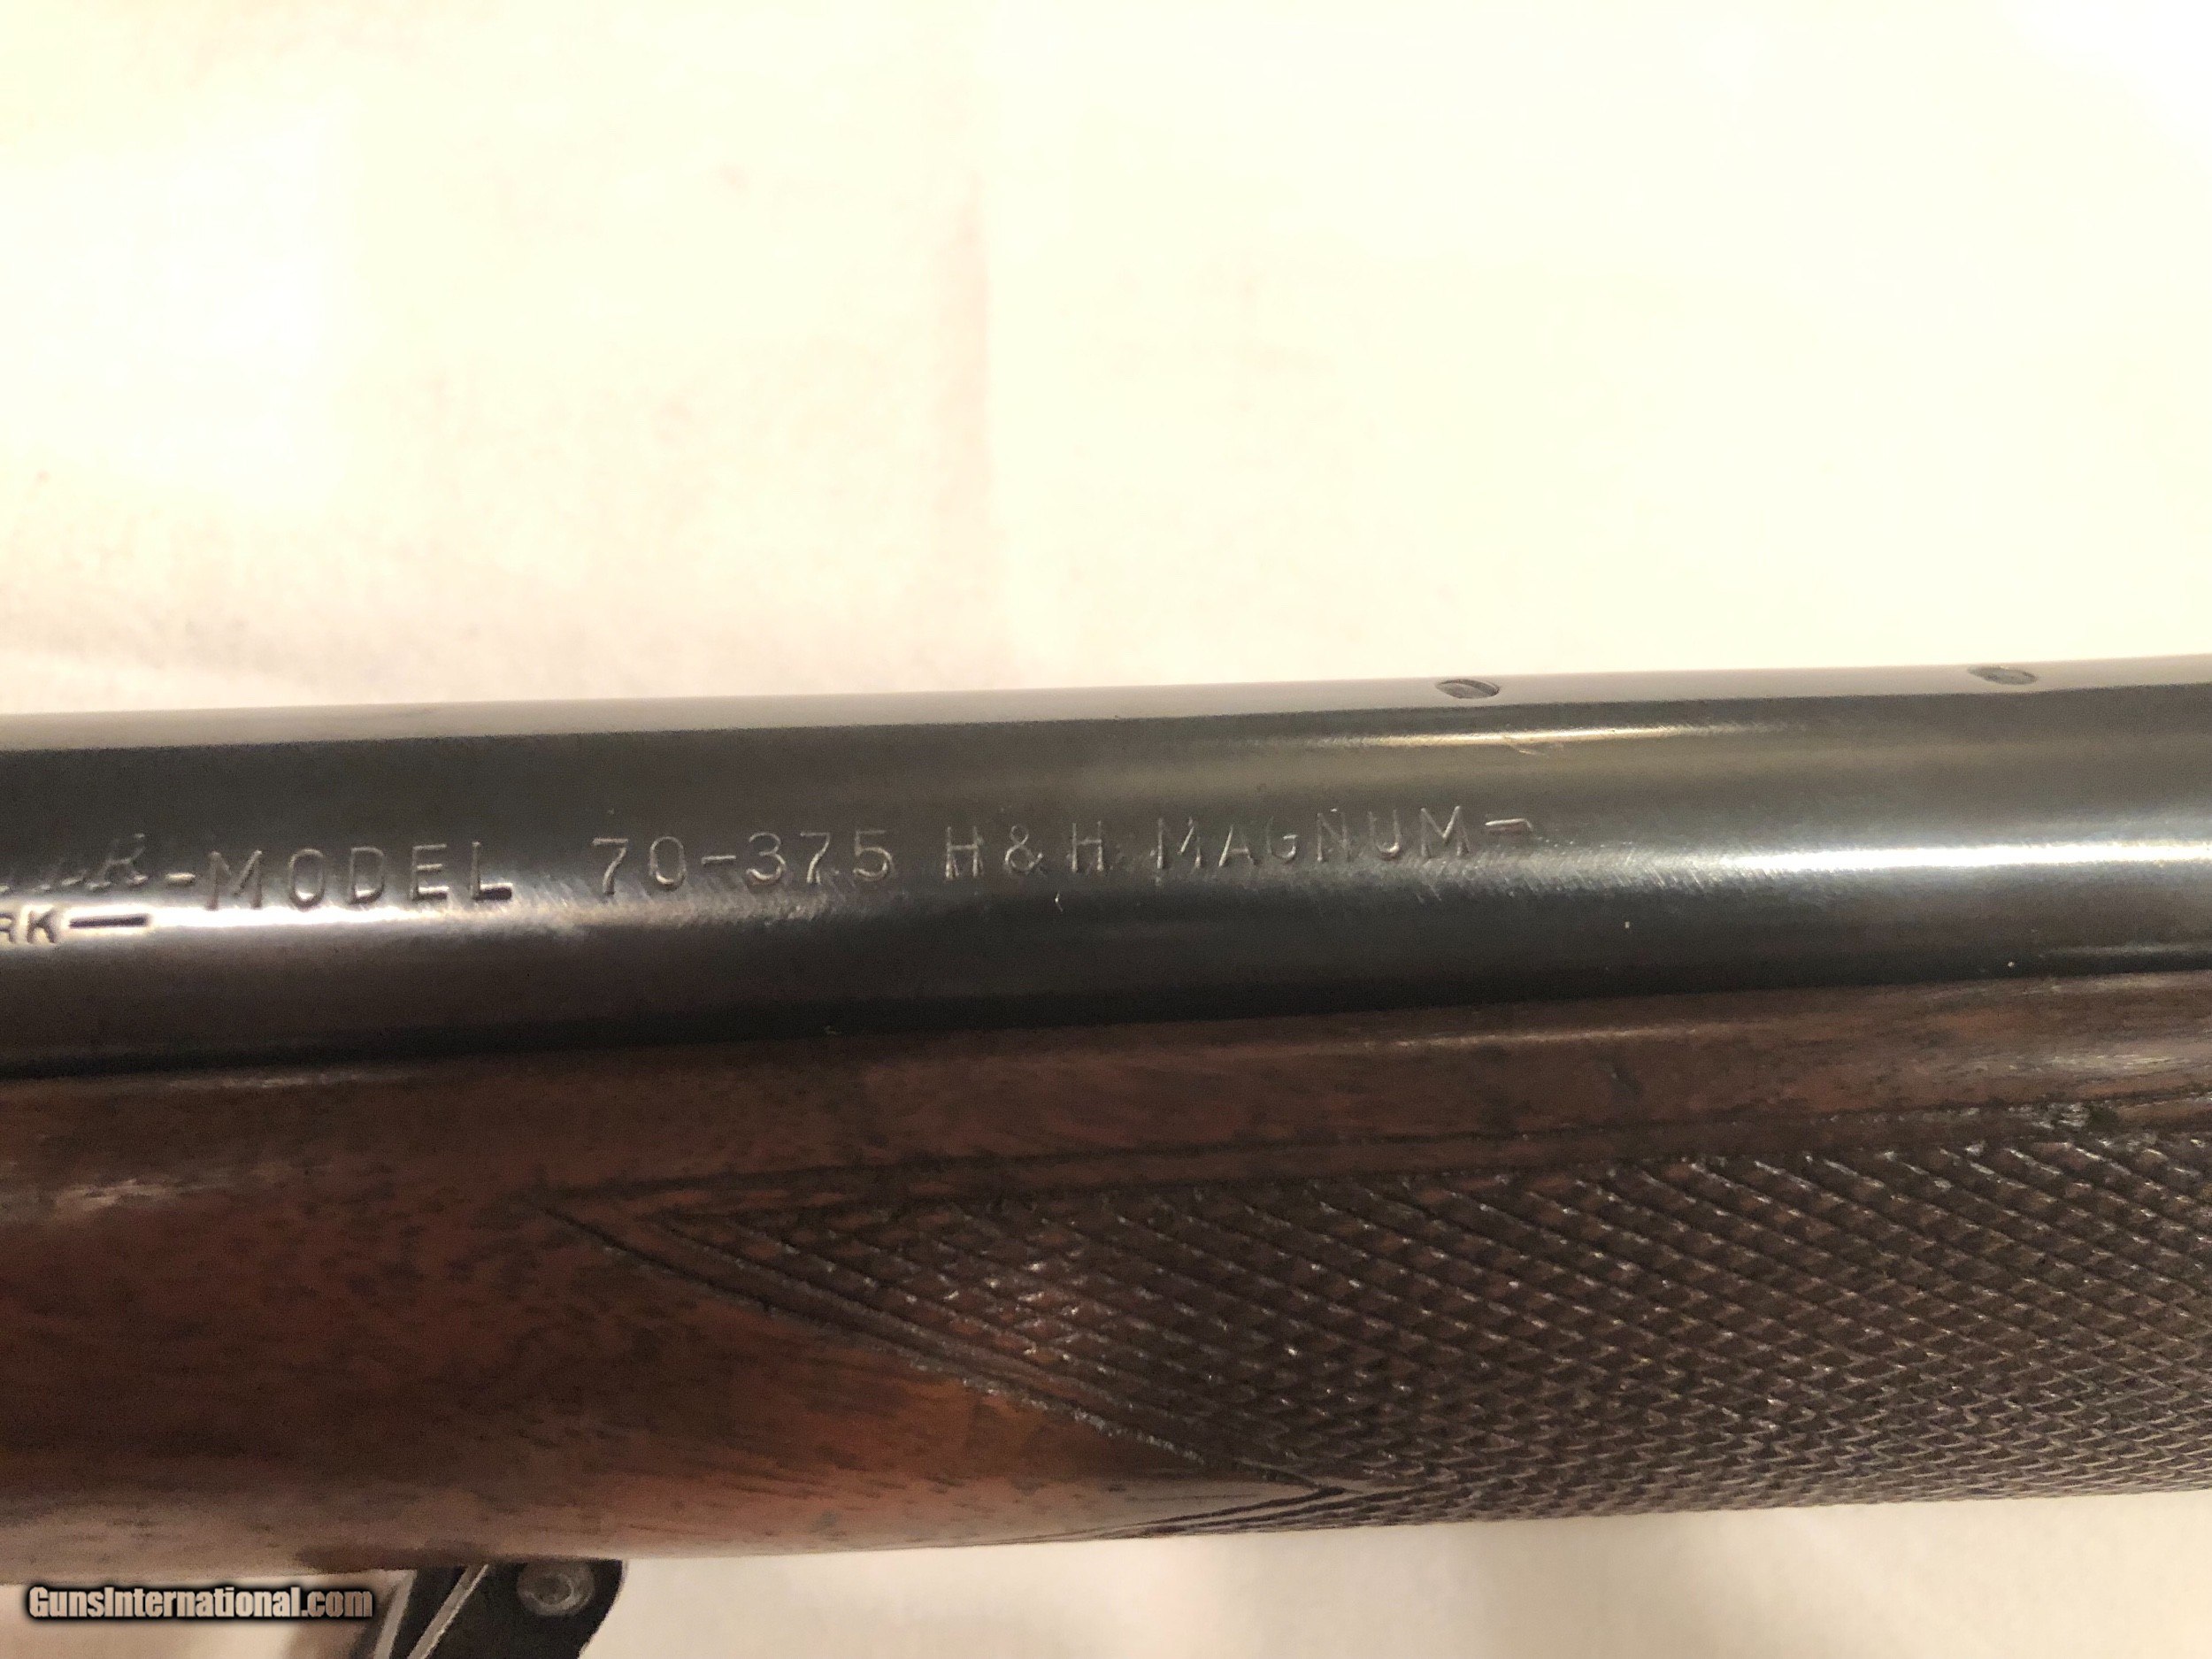 -MODEL 70-375 H&H MAGNUM-
RK—
GunsInternational.com